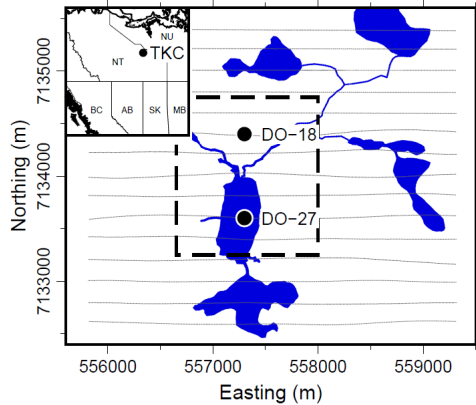 NU
TKC
NT
BC AB SK MB
DO−18
DO−27
7135000
7134000
7133000
Northing (m)
556000 557000 558000 559000
Easting (m)